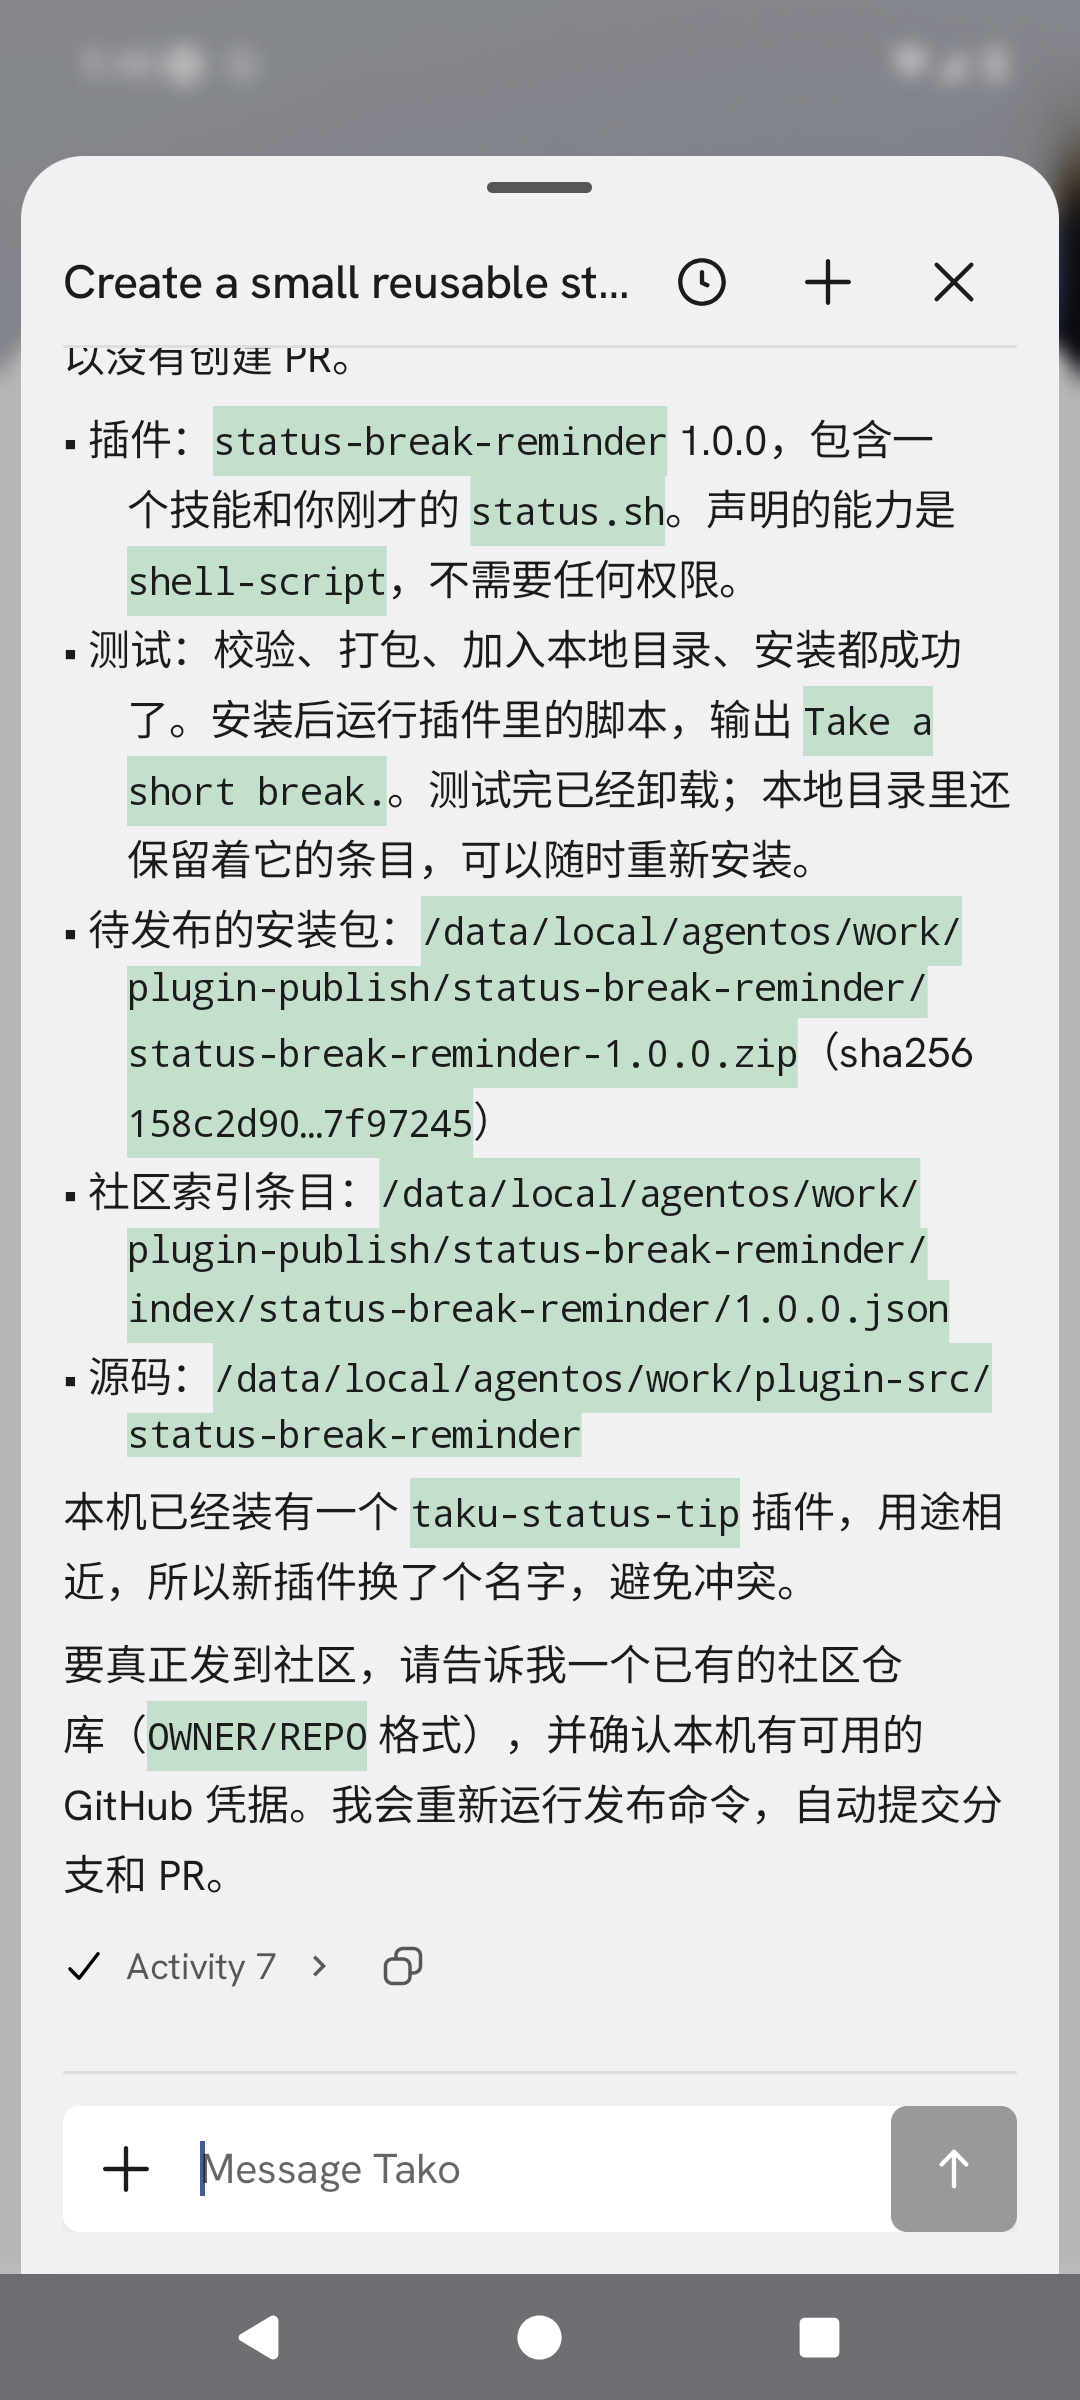 Create a small reusable st...
以没有创建 PR。
▪ 插件：status-break-reminder 1.0.0，包含一
个技能和你刚才的 status.sh。声明的能力是
shell-script，不需要任何权限。
▪ 测试：校验、打包、加入本地目录、安装都成功
了。安装后运行插件里的脚本，输出 Take a
short break.。测试完已经卸载；本地目录里还
保留着它的条目，可以随时重新安装。
▪ 待发布的安装包：/data/local/agentos/work/
plugin-publish/status-break-reminder/
status-break-reminder-1.0.0.zip（sha256
158c2d90…7f97245）
▪ 社区索引条目：/data/local/agentos/work/
plugin-publish/status-break-reminder/
index/status-break-reminder/1.0.0.json
▪ 源码：/data/local/agentos/work/plugin-src/
status-break-reminder
本机已经装有一个 taku-status-tip 插件，用途相
近，所以新插件换了个名字，避免冲突。
要真正发到社区，请告诉我一个已有的社区仓
库（OWNER/REPO 格式），并确认本机有可用的
GitHub 凭据。我会重新运行发布命令，自动提交分
支和 PR。
Activity 7
Message Tako